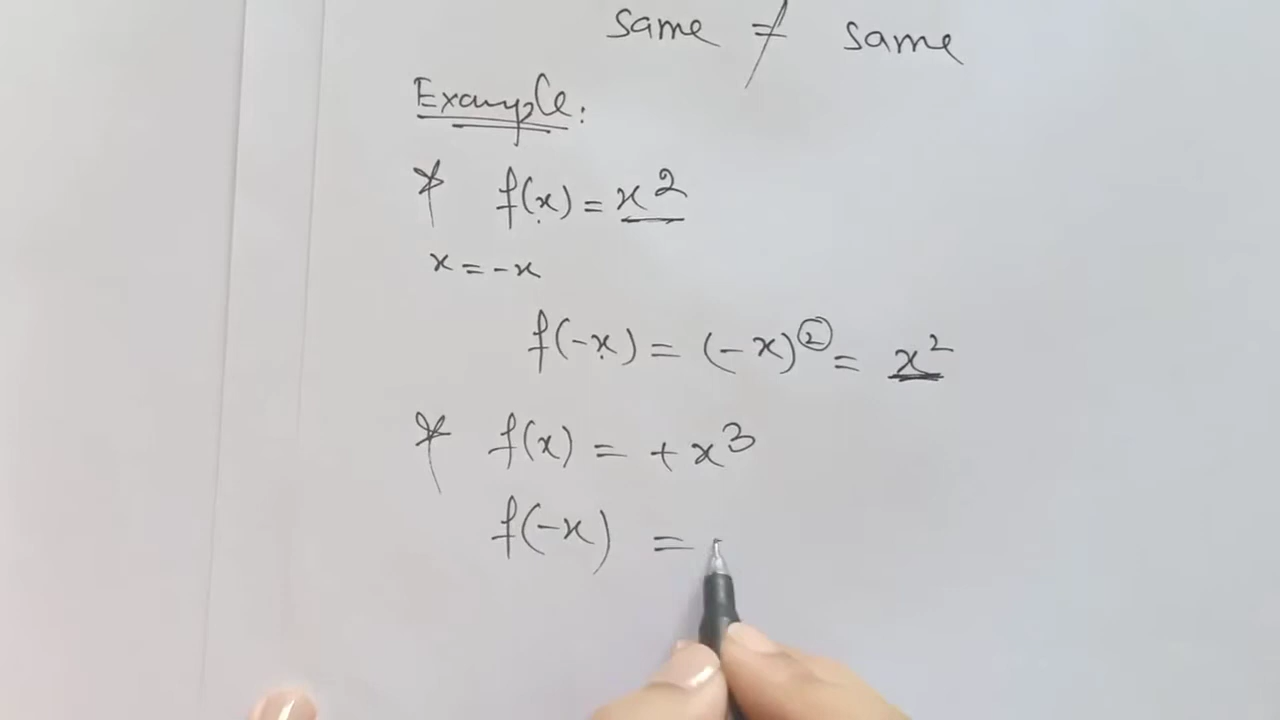 same ≠ same
Example:
* f(x) = x²
x = -x
f(-x) = (-x)² = x²
* f(x) = + x³
f(-x) =